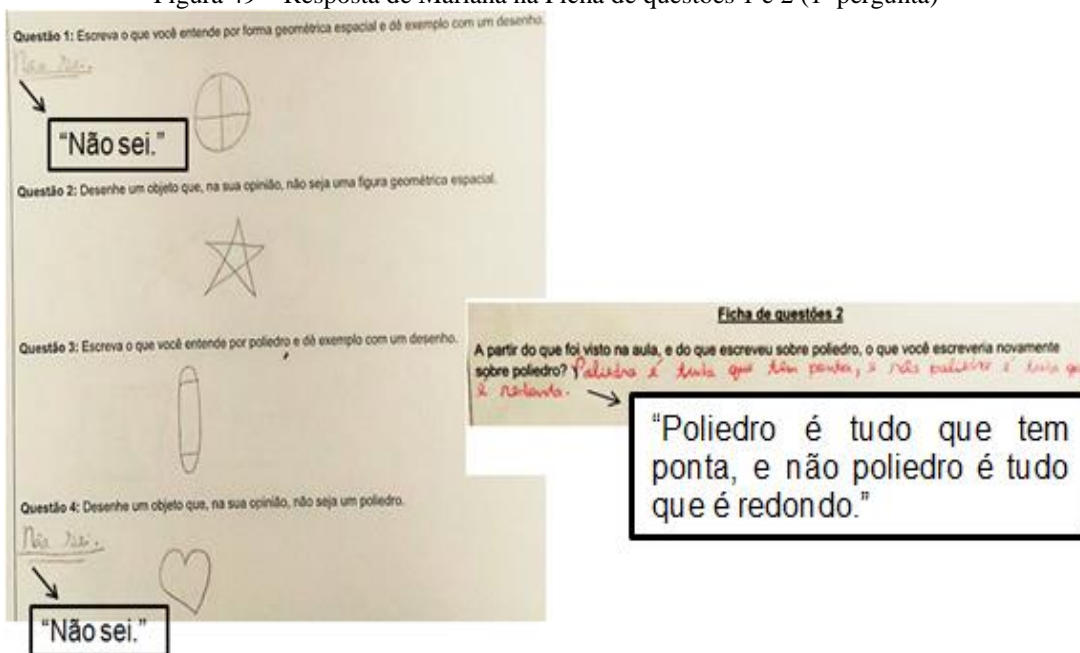 Figura 49 – Resposta de Mariana na Ficha de questões 1 e 2 (1ª pergunta)
Questão 1: Escreva o que você entende por forma geométrica espacial e dê exemplo com um desenho.
Não sei.
“Não sei.”
Questão 2: Desenhe um objeto que, na sua opinião, não seja uma figura geométrica espacial.
Questão 3: Escreva o que você entende por poliedro e dê exemplo com um desenho.
Questão 4: Desenhe um objeto que, na sua opinião, não seja um poliedro.
Não sei.
“Não sei.”
Ficha de questões 2
A partir do que foi visto na aula, e do que escreveu sobre poliedro, o que você escreveria novamente
sobre poliedro? Poliedro é tudo que têm ponta, e não poliedro é tudo que
é redondo.
“Poliedro é tudo que tem
ponta, e não poliedro é tudo
que é redondo.”